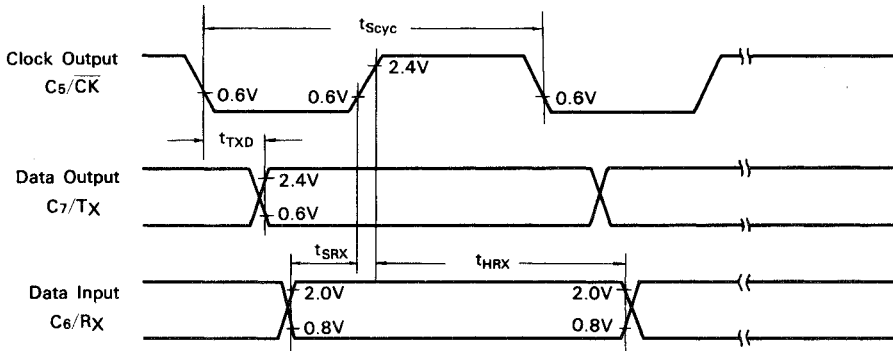 tScyc
Clock Output
C5/C̅K̅
0.6V
0.6V
2.4V
0.6V
tTXD
Data Output
C7/TX
2.4V
0.6V
tSRX
tHRX
Data Input
C6/RX
2.0V
0.8V
2.0V
0.8V